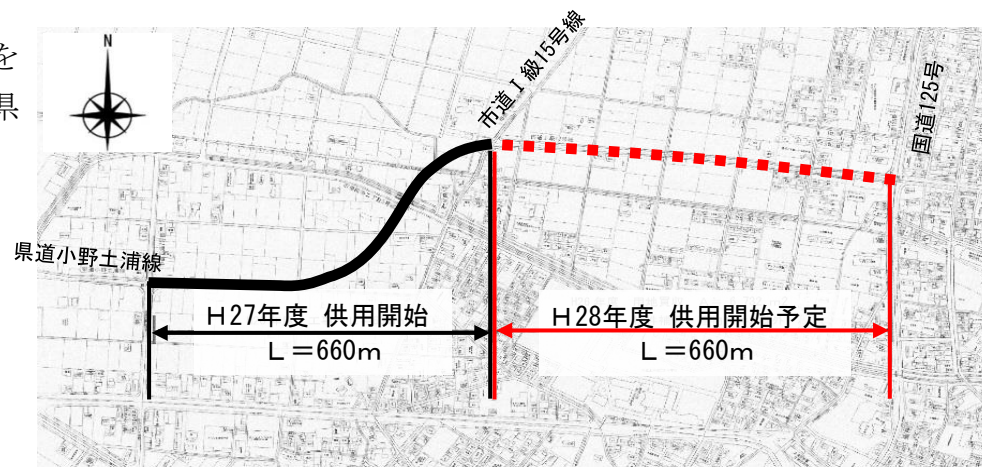 を
県
N
市道Ⅰ級15号線
国道125号
県道小野土浦線
H27年度 供用開始
L=660m
H28年度 供用開始予定
L=660m